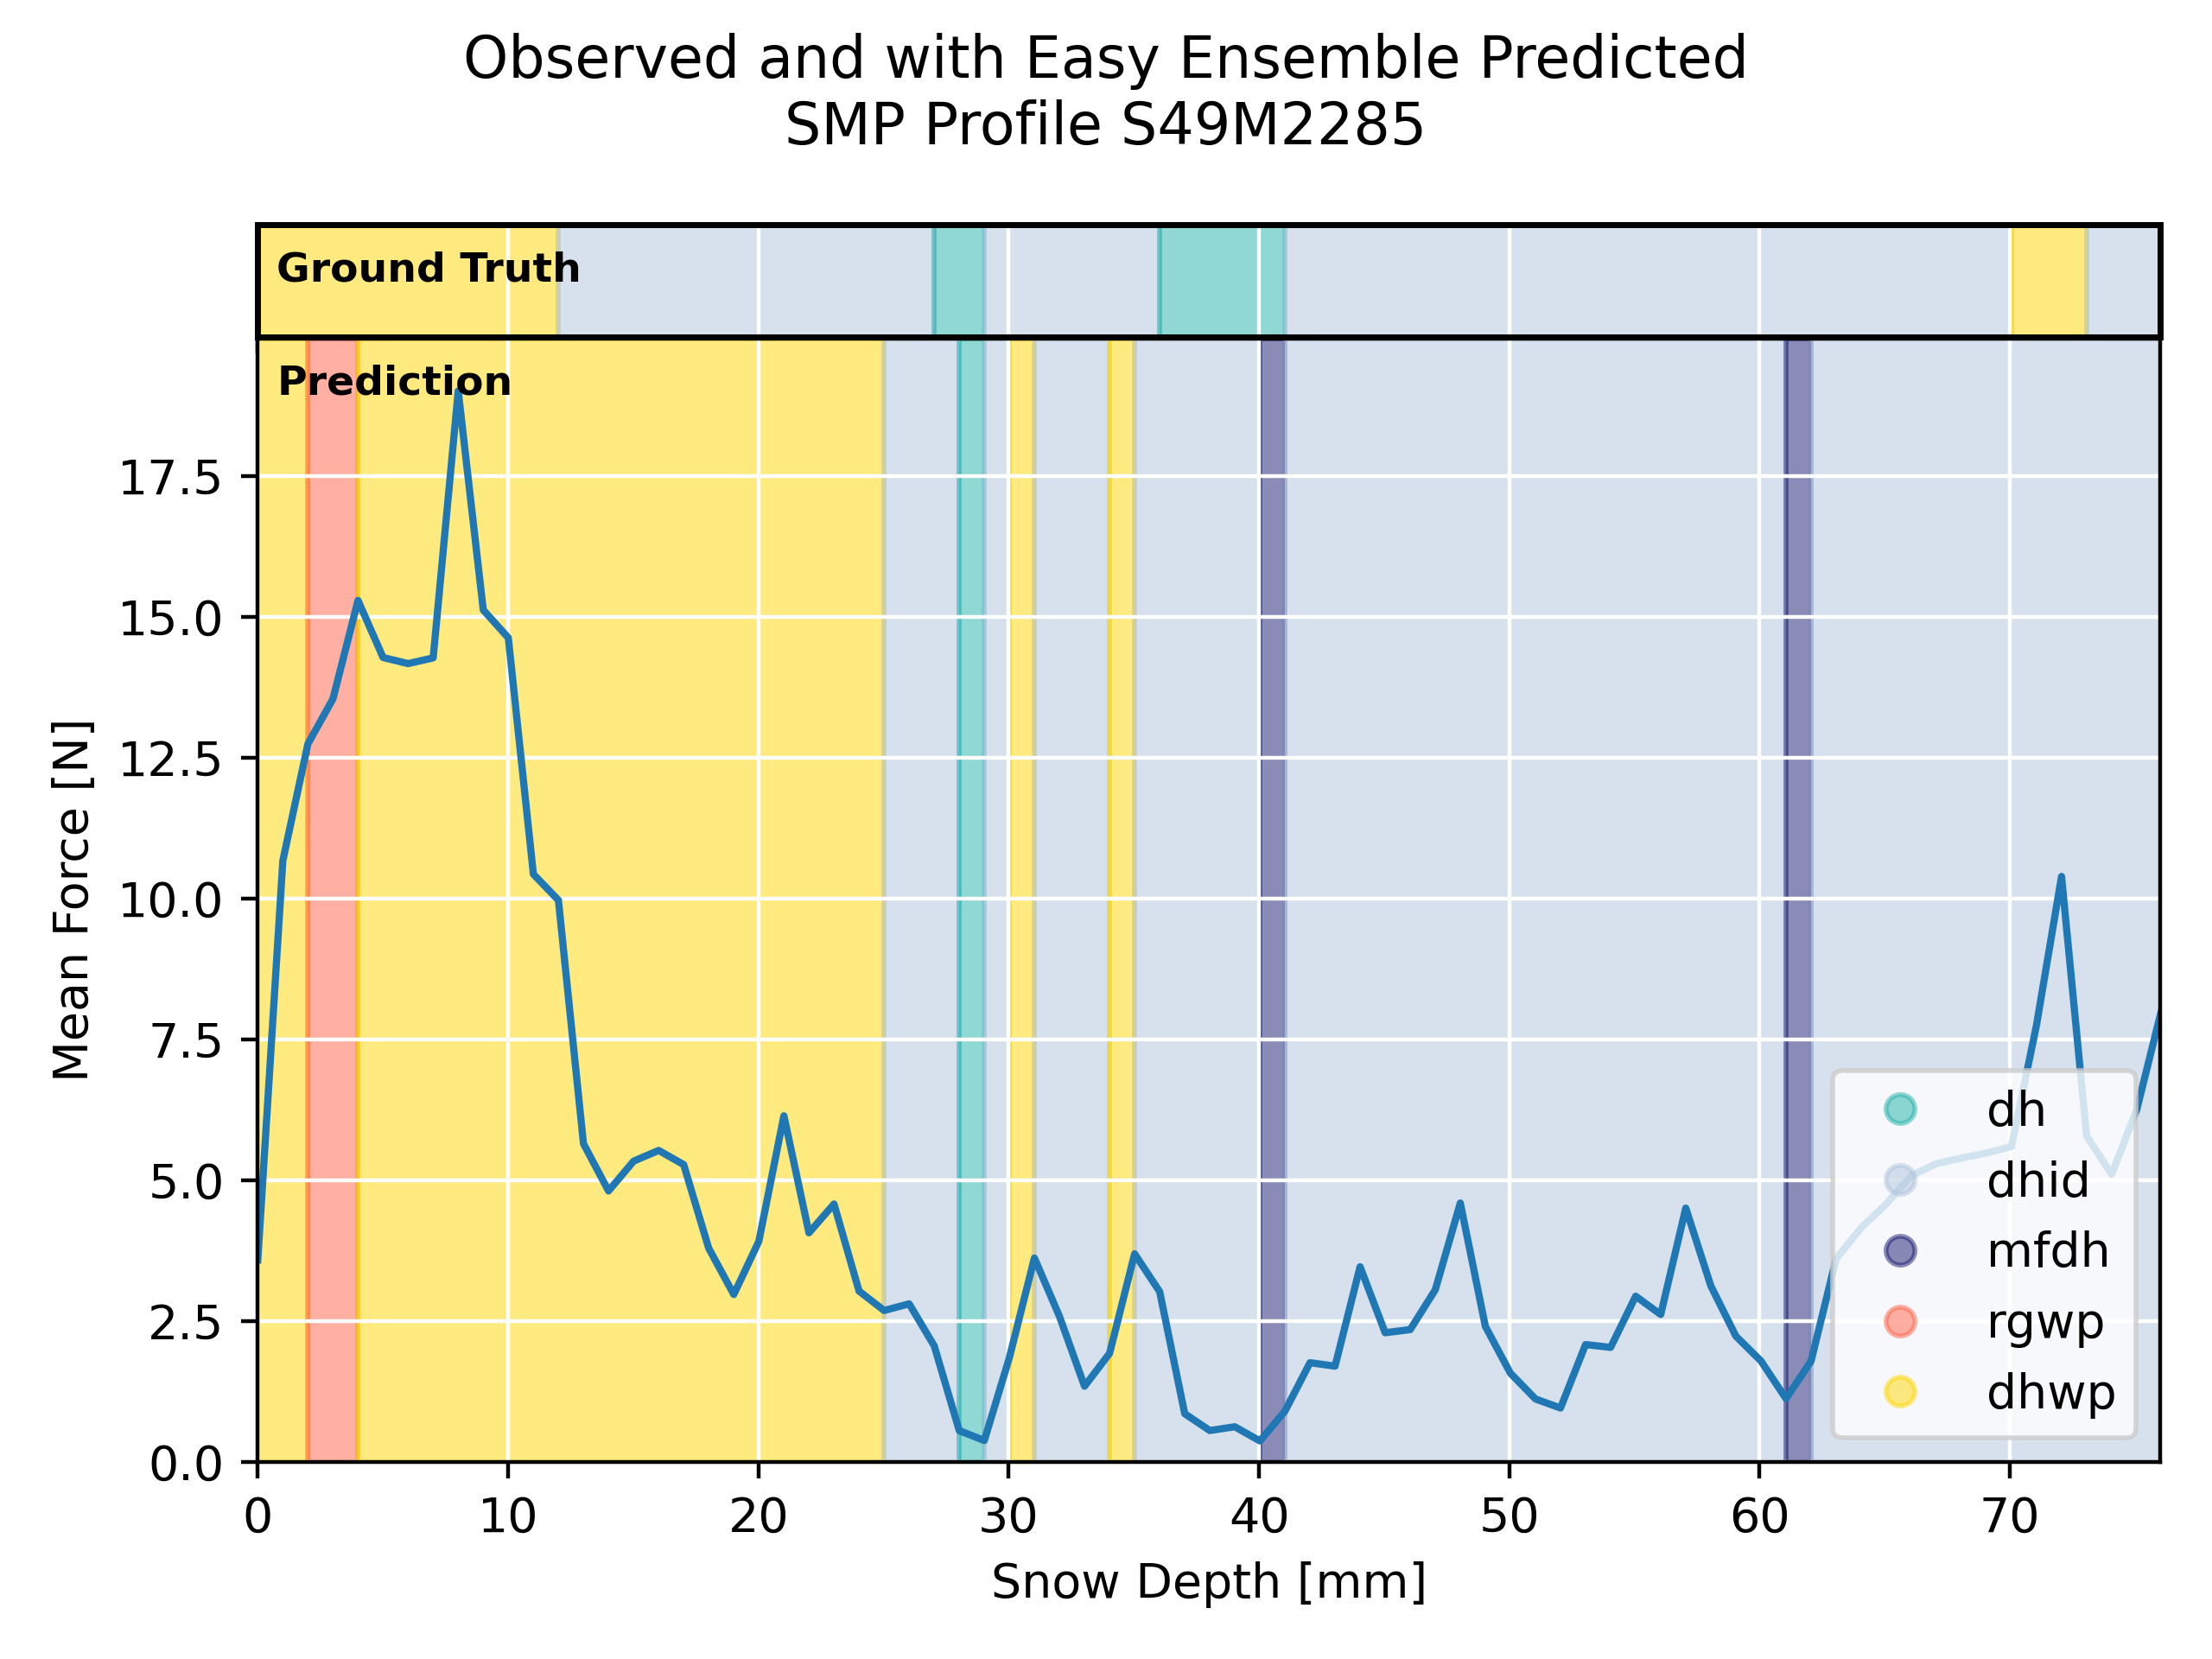 Observed and with Easy Ensemble Predicted
SMP Profile S49M2285
Ground Truth
Prediction
17.5
15.0
12.5
10.0
7.5
5.0
2.5
0.0
Mean Force [N]
0 10 20 30 40 50 60 70
Snow Depth [mm]
dh
dhid
mfdh
rgwp
dhwp